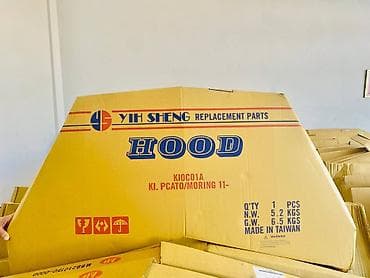 YS YIH SHENG REPLACEMENT PARTS
HOOD
KIOC01A
KI. PCATO/MORING 11-
Q'TY 1 PCS
N.W. 5.2 KGS
G.W. 6.5 KGS
MADE IN TAIWAN